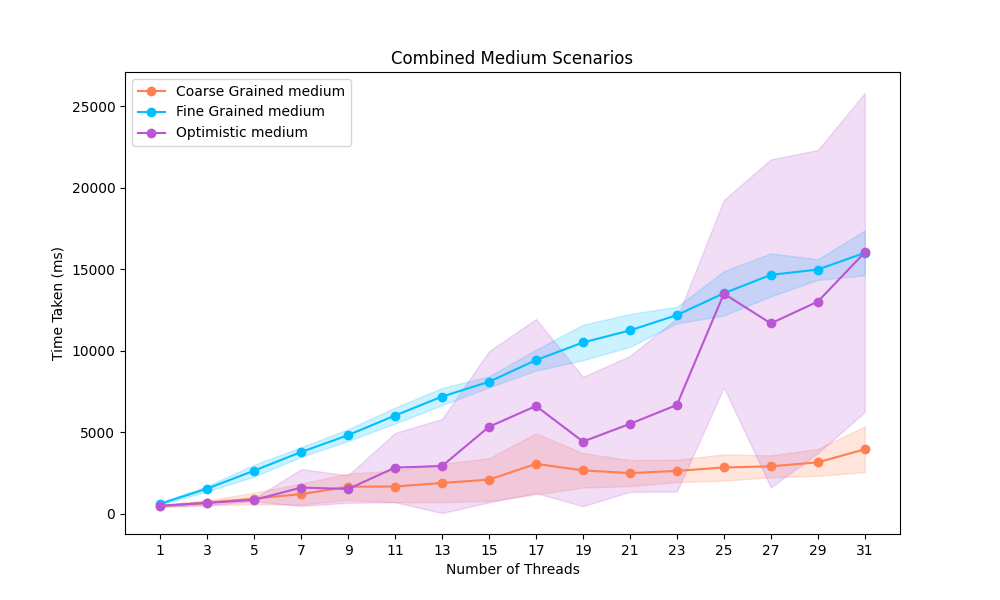 Combined Medium Scenarios
Coarse Grained medium
Fine Grained medium
Optimistic medium
25000
20000
15000
10000
5000
0
Time Taken (ms)
1 3 5 7 9 11 13 15 17 19 21 23 25 27 29 31
Number of Threads